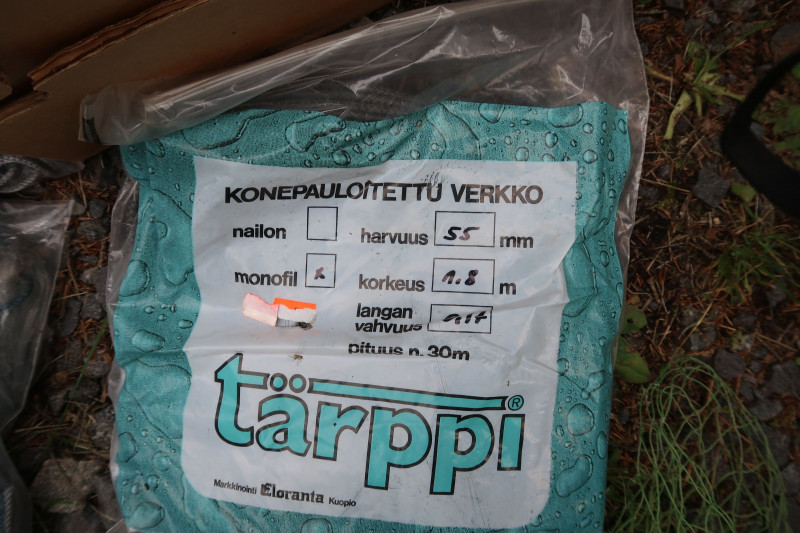 KONEPAULOITETTU VERKKO
nailon harvuus 55 mm
monofil x korkeus 1.8 m
langan
vahvuus
pituus n. 30m
tärppi®
Markkinointi Eloranta Kuopio